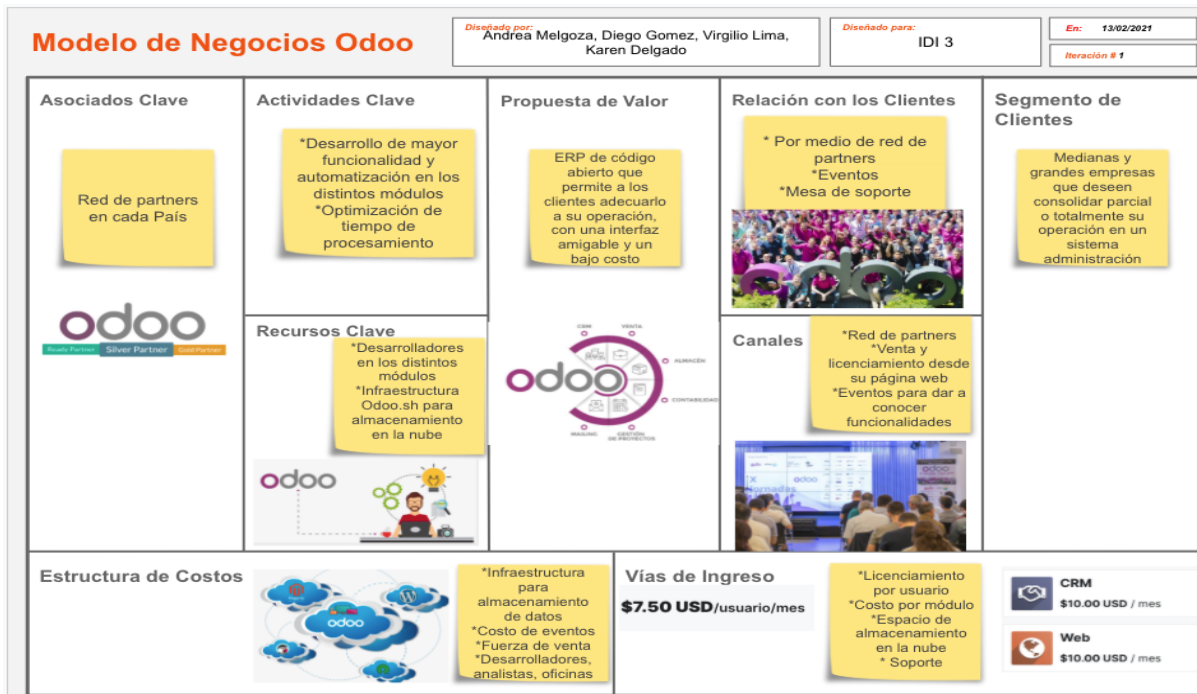 Modelo de Negocios Odoo
Diseñado por:
Andrea Melgoza, Diego Gomez, Virgilio Lima,
Karen Delgado
Diseñado para:
IDI 3
En: 13/02/2021
Iteración # 1
Asociados Clave
Red de partners
en cada País
odoo
Ready Partner Silver Partner Gold Partner
Actividades Clave
*Desarrollo de mayor
funcionalidad y
automatización en los
distintos módulos
*Optimización de
tiempo de
procesamiento
Recursos Clave
*Desarrolladores
en los distintos
módulos
*Infraestructura
Odoo.sh para
almacenamiento
en la nube
odoo
Propuesta de Valor
ERP de código
abierto que
permite a los
clientes adecuarlo
a su operación,
con una interfaz
amigable y un
bajo costo
CRM
VENTA
ALMACÉN
odoo
CONTABILIDAD
MAILING
GESTIÓN
DE PROYECTOS
Relación con los Clientes
* Por medio de red de
partners
*Eventos
*Mesa de soporte
odoo
Canales
*Red de partners
*Venta y
licenciamiento desde
su página web
*Eventos para dar a
conocer
funcionalidades
X
Jornadas
odoo
odoo
Segmento de
Clientes
Medianas y
grandes empresas
que deseen
consolidar parcial
o totalmente su
operación en un
sistema
administración
Estructura de Costos
odoo
*Infraestructura
para
almacenamiento
de datos
*Costo de eventos
*Fuerza de venta
*Desarrolladores,
analistas, oficinas
Vías de Ingreso
$7.50 USD/usuario/mes
*Licenciamiento
por usuario
*Costo por módulo
*Espacio de
almacenamiento
en la nube
* Soporte
CRM
$10.00 USD / mes
Web
$10.00 USD / mes